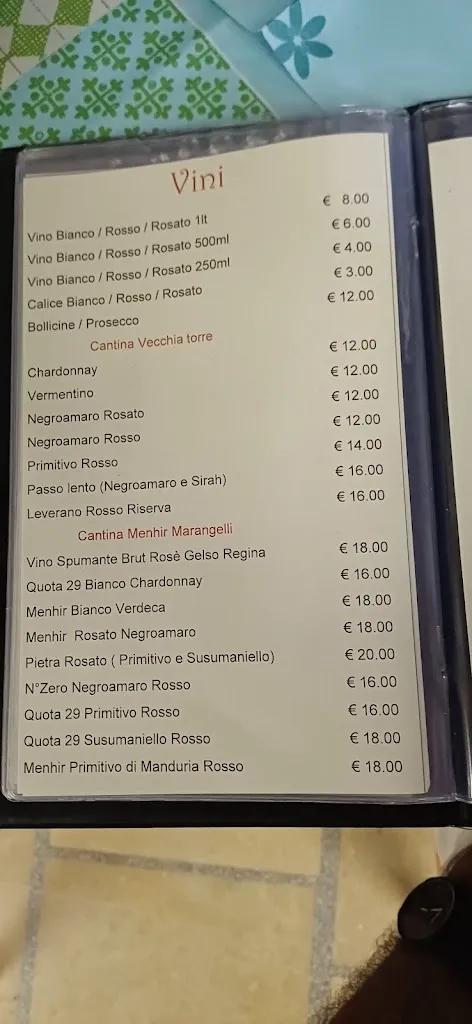 Vini
Vino Bianco / Rosso / Rosato 1lt € 8.00
Vino Bianco / Rosso / Rosato 500ml € 6.00
Vino Bianco / Rosso / Rosato 250ml € 4.00
Calice Bianco / Rosso / Rosato € 3.00
Bollicine / Prosecco € 12.00
Cantina Vecchia torre
Chardonnay € 12.00
Vermentino € 12.00
Negroamaro Rosato € 12.00
Negroamaro Rosso € 12.00
Primitivo Rosso € 14.00
Passo lento (Negroamaro e Sirah) € 16.00
Leverano Rosso Riserva € 16.00
Cantina Menhir Marangelli
Vino Spumante Brut Rosè Gelso Regina € 18.00
Quota 29 Bianco Chardonnay € 16.00
Menhir Bianco Verdeca € 18.00
Menhir Rosato Negroamaro € 18.00
Pietra Rosato ( Primitivo e Susumaniello) € 20.00
N°Zero Negroamaro Rosso € 16.00
Quota 29 Primitivo Rosso € 16.00
Quota 29 Susumaniello Rosso € 18.00
Menhir Primitivo di Manduria Rosso € 18.00